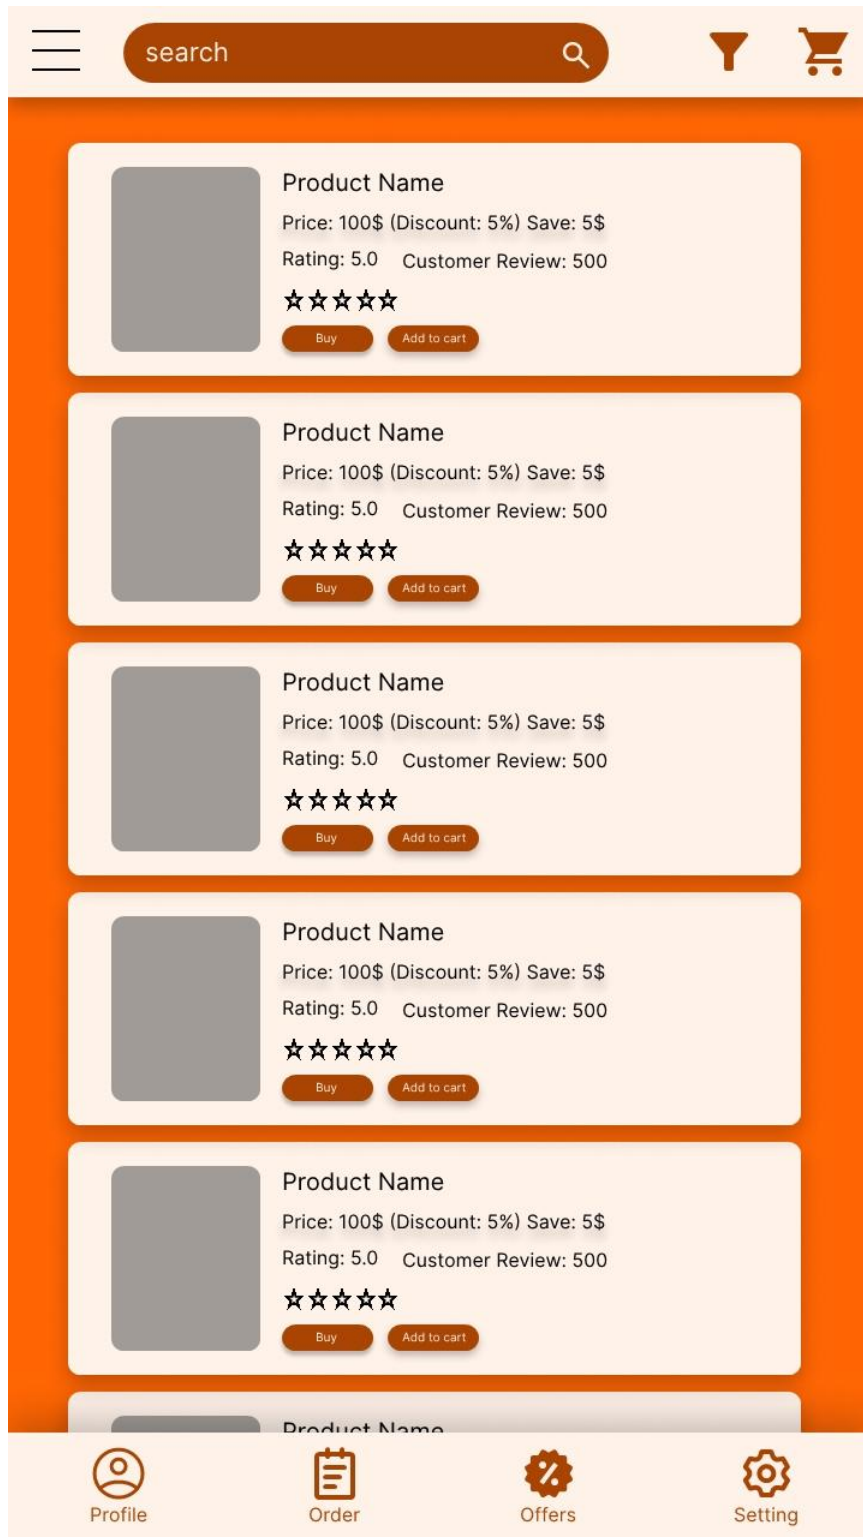 search
Product Name
Price: 100$ (Discount: 5%) Save: 5$
Rating: 5.0 Customer Review: 500
Buy Add to cart
Product Name
Price: 100$ (Discount: 5%) Save: 5$
Rating: 5.0 Customer Review: 500
Buy Add to cart
Product Name
Price: 100$ (Discount: 5%) Save: 5$
Rating: 5.0 Customer Review: 500
Buy Add to cart
Product Name
Price: 100$ (Discount: 5%) Save: 5$
Rating: 5.0 Customer Review: 500
Buy Add to cart
Product Name
Price: 100$ (Discount: 5%) Save: 5$
Rating: 5.0 Customer Review: 500
Buy Add to cart
Product Name
Profile Order Offers Setting